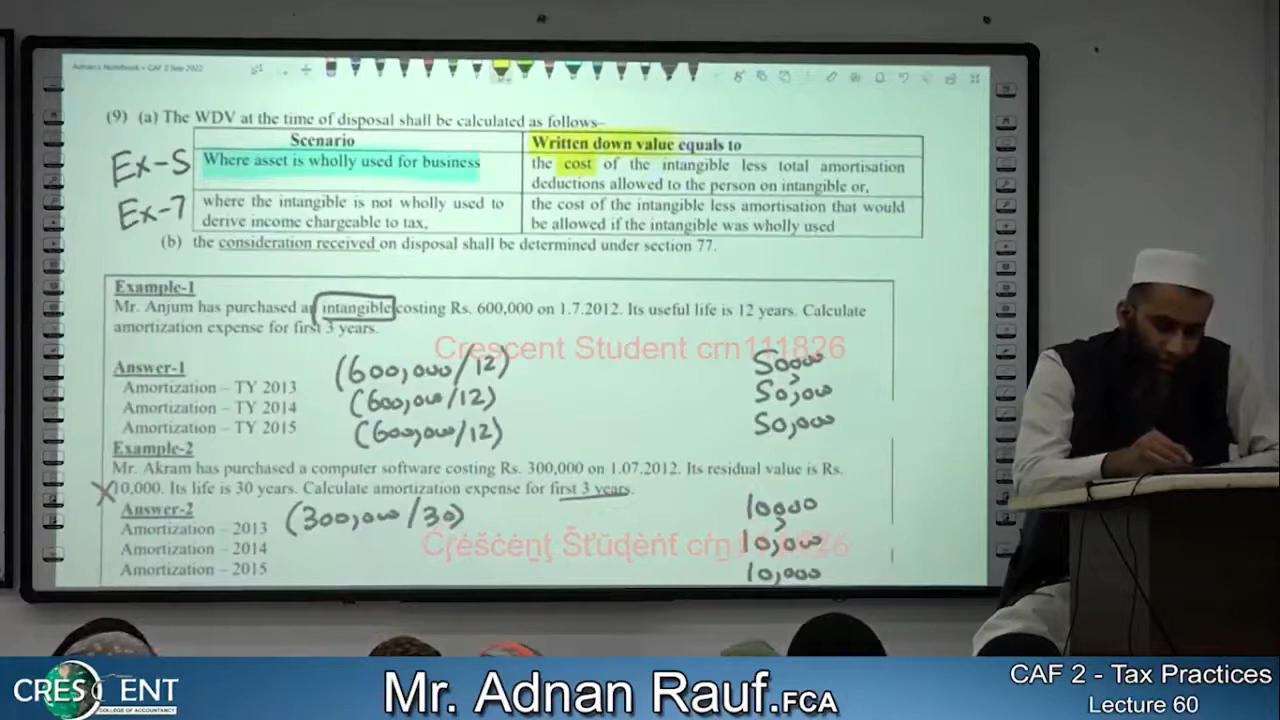 Adnan's Notebook - CAF 2 Sep 2022
(9) (a) The WDV at the time of disposal shall be calculated as follows-
Scenario
Written down value equals to
Ex-5
Where asset is wholly used for business
the cost of the intangible less total amortisation
deductions allowed to the person on intangible or,
Ex-7
where the intangible is not wholly used to
derive income chargeable to tax,
the cost of the intangible less amortisation that would
be allowed if the intangible was wholly used
(b) the consideration received on disposal shall be determined under section 77.
Example-1
Mr. Anjum has purchased an intangible costing Rs. 600,000 on 1.7.2012. Its useful life is 12 years. Calculate
amortization expense for first 3 years.
Crescent Student crn111826
Answer-1
Amortization – TY 2013 (600,000/12) 50,000
Amortization – TY 2014 (600,000/12) 50,000
Amortization – TY 2015 (600,000/12) 50,000
Example-2
Mr. Akram has purchased a computer software costing Rs. 300,000 on 1.07.2012. Its residual value is Rs.
10,000. Its life is 30 years. Calculate amortization expense for first 3 years.
Answer-2
Amortization – 2013 (300,000/30) 10,000
Amortization – 2014 10,000
Amortization – 2015 10,000
CRESCENT
COLLEGE OF ACCOUNTANCY
Mr. Adnan Rauf.FCA
CAF 2 - Tax Practices
Lecture 60